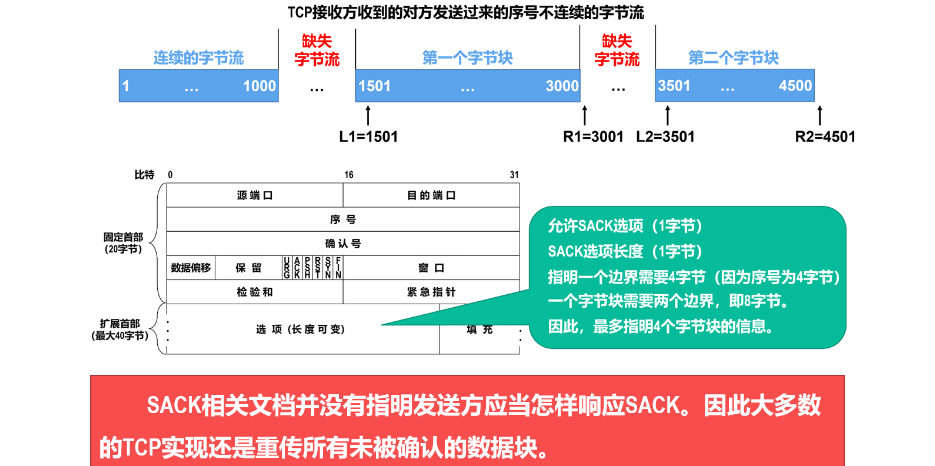 TCP接收方收到的对方发送过来的序号不连续的字节流
缺失
字节流
缺失
字节流
连续的字节流
第一个字节块
第二个字节块
1 … 1000 … 1501 … 3000 … 3501 … 4500
L1=1501
R1=3001
L2=3501
R2=4501
比特 0 16 31
源端口 目的端口
序号
确认号
数据偏移 保留 URG ACK PSH RST SYN FIN 窗口
检验和 紧急指针
选项(长度可变) 填充
固定首部
(20字节)
扩展首部
(最大40字节)
允许SACK选项(1字节)
SACK选项长度(1字节)
指明一个边界需要4字节(因为序号为4字节)
一个字节块需要两个边界,即8字节。
因此,最多指明4个字节块的信息。
SACK相关文档并没有指明发送方应当怎样响应SACK。因此大多数
的TCP实现还是重传所有未被确认的数据块。